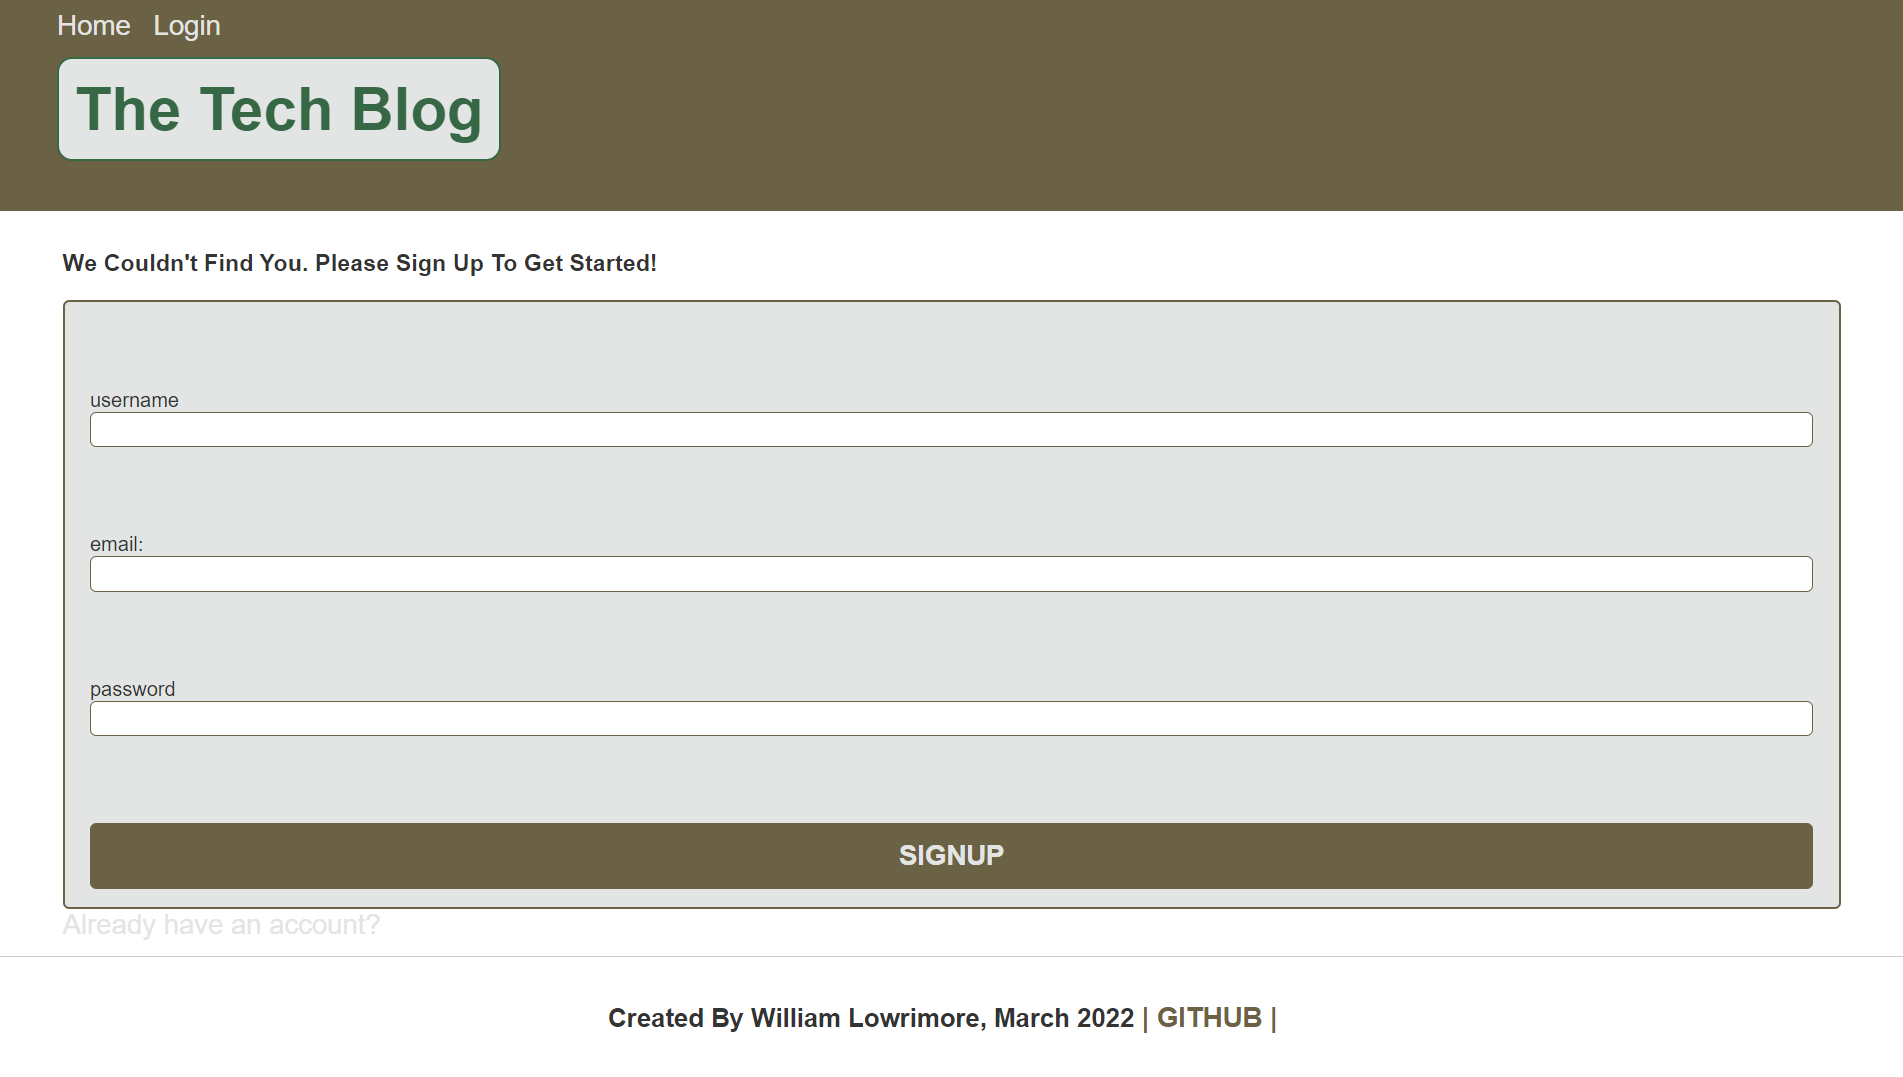 Home Login
The Tech Blog
We Couldn't Find You. Please Sign Up To Get Started!
username
email:
password
SIGNUP
Already have an account?
Created By William Lowrimore, March 2022 | GITHUB |